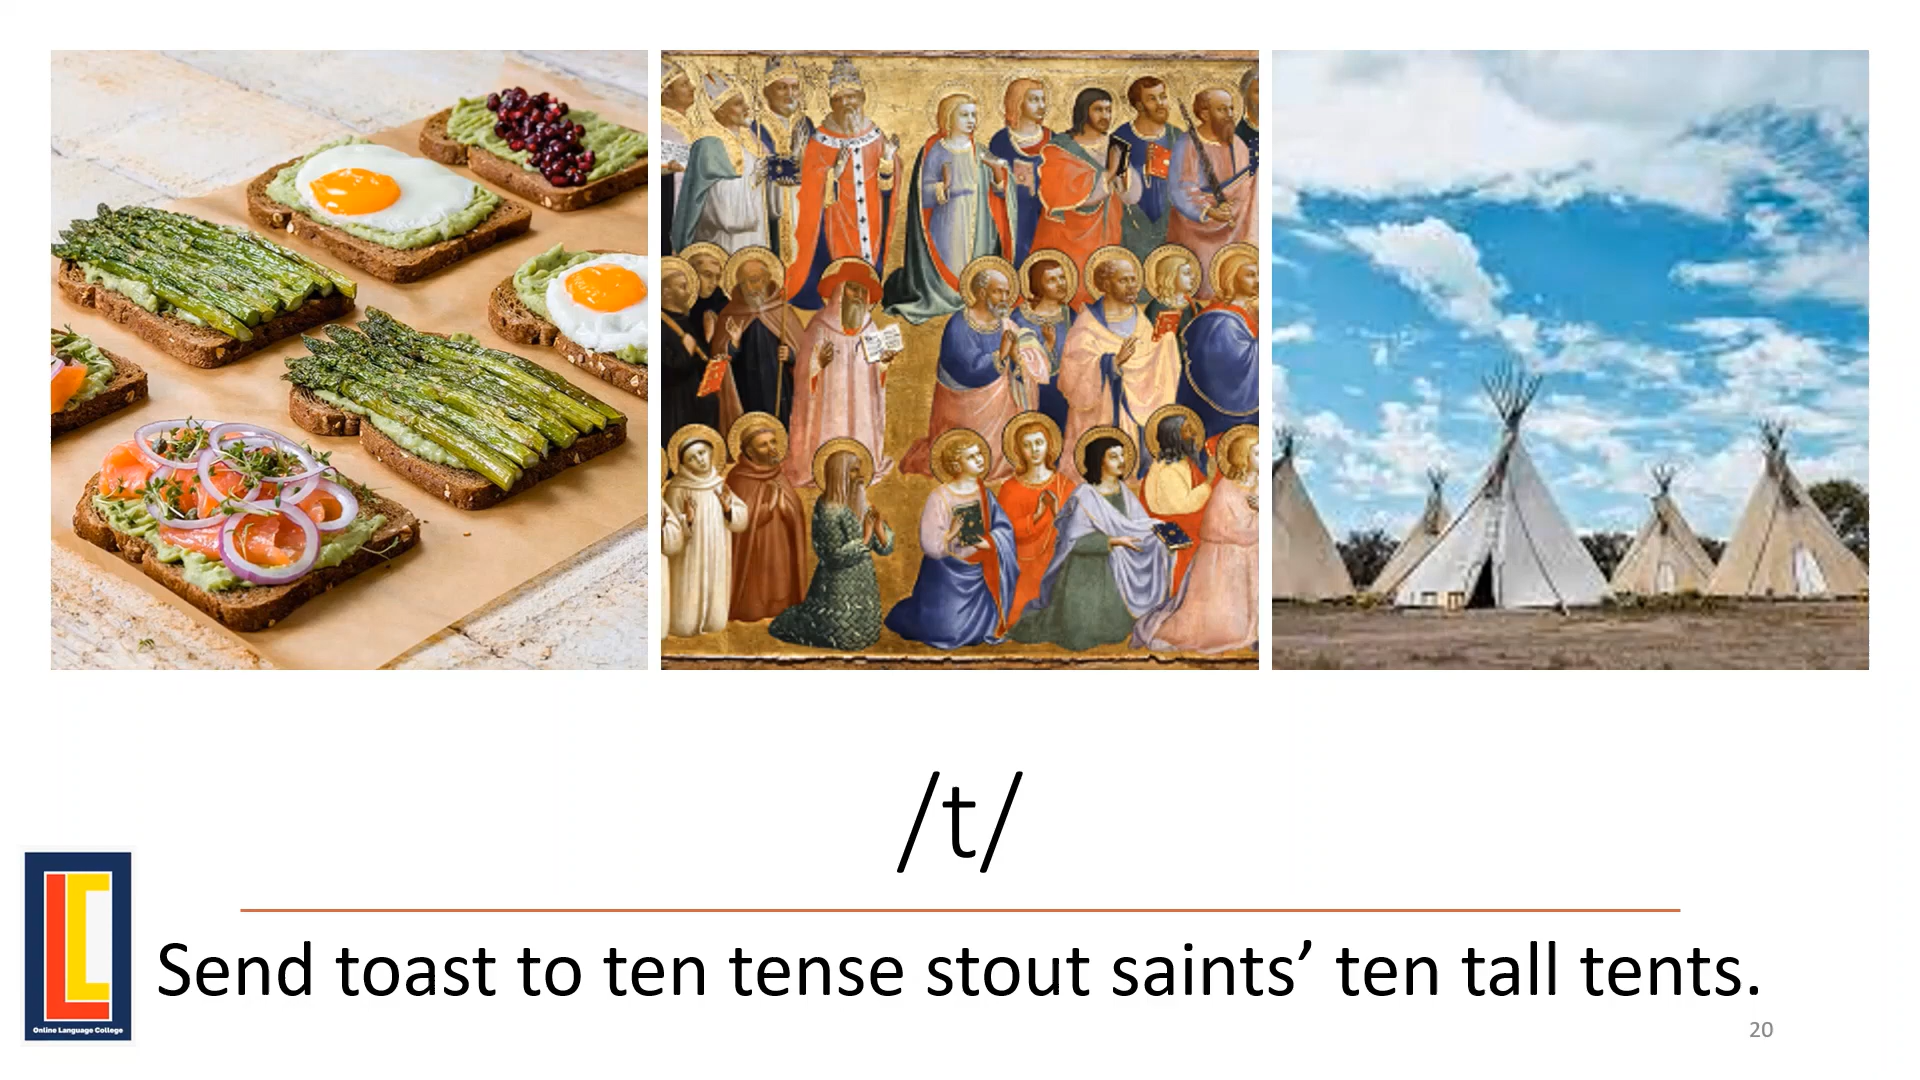 /t/
Send toast to ten tense stout saints’ ten tall tents.
Online Language College
20